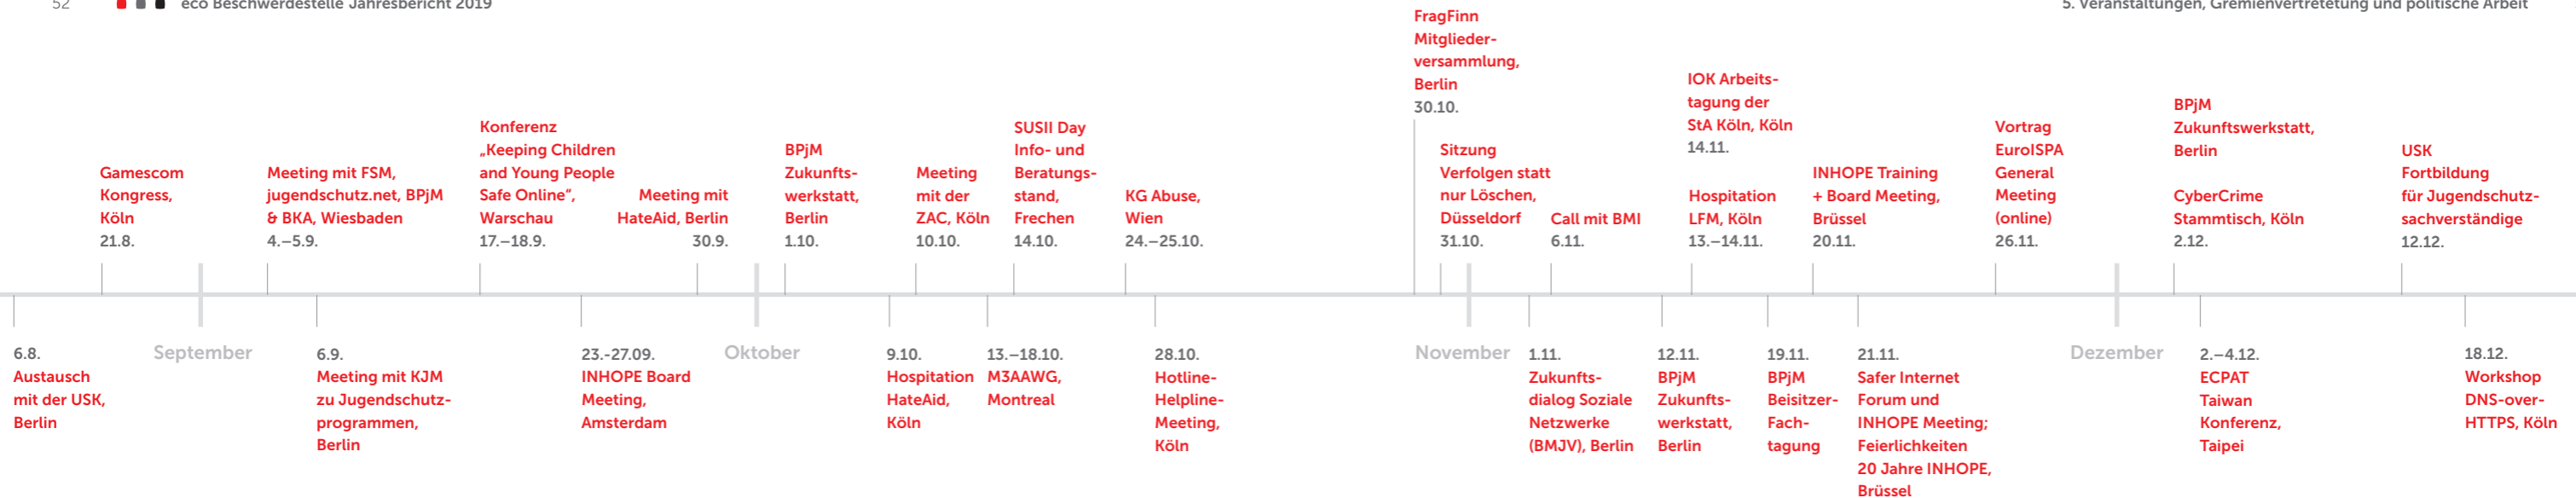 52
eco Beschwerdestelle Jahresbericht 2019
5. Veranstaltungen, Gremienvertretetung und politische Arbeit
Gamescom
Kongress,
Köln
21.8.
Meeting mit FSM,
jugendschutz.net, BPjM
& BKA, Wiesbaden
4.–5.9.
Konferenz
„Keeping Children
and Young People
Safe Online“,
Warschau
17.–18.9.
Meeting mit
HateAid, Berlin
30.9.
BPjM
Zukunfts-
werkstatt,
Berlin
1.10.
Meeting
mit der
ZAC, Köln
10.10.
SUSII Day
Info- und
Beratungs-
stand,
Frechen
14.10.
KG Abuse,
Wien
24.–25.10.
FragFinn
Mitglieder-
versammlung,
Berlin
30.10.
Sitzung
Verfolgen statt
nur Löschen,
Düsseldorf
31.10.
Call mit BMI
6.11.
IOK Arbeits-
tagung der
StA Köln, Köln
14.11.
Hospitation
LFM, Köln
13.–14.11.
INHOPE Training
+ Board Meeting,
Brüssel
20.11.
Vortrag
EuroISPA
General
Meeting
(online)
26.11.
BPjM
Zukunftswerkstatt,
Berlin
CyberCrime
Stammtisch, Köln
2.12.
USK
Fortbildung
für Jugendschutz-
sachverständige
12.12.
6.8.
Austausch
mit der USK,
Berlin
September
6.9.
Meeting mit KJM
zu Jugendschutz-
programmen,
Berlin
23.-27.09.
INHOPE Board
Meeting,
Amsterdam
Oktober
9.10.
Hospitation
HateAid,
Köln
13.–18.10.
M3AAWG,
Montreal
28.10.
Hotline-
Helpline-
Meeting,
Köln
November
1.11.
Zukunfts-
dialog Soziale
Netzwerke
(BMJV), Berlin
12.11.
BPjM
Zukunfts-
werkstatt,
Berlin
19.11.
BPjM
Beisitzer-
Fach-
tagung
21.11.
Safer Internet
Forum und
INHOPE Meeting;
Feierlichkeiten
20 Jahre INHOPE,
Brüssel
Dezember
2.–4.12.
ECPAT
Taiwan
Konferenz,
Taipei
18.12.
Workshop
DNS-over-
HTTPS, Köln